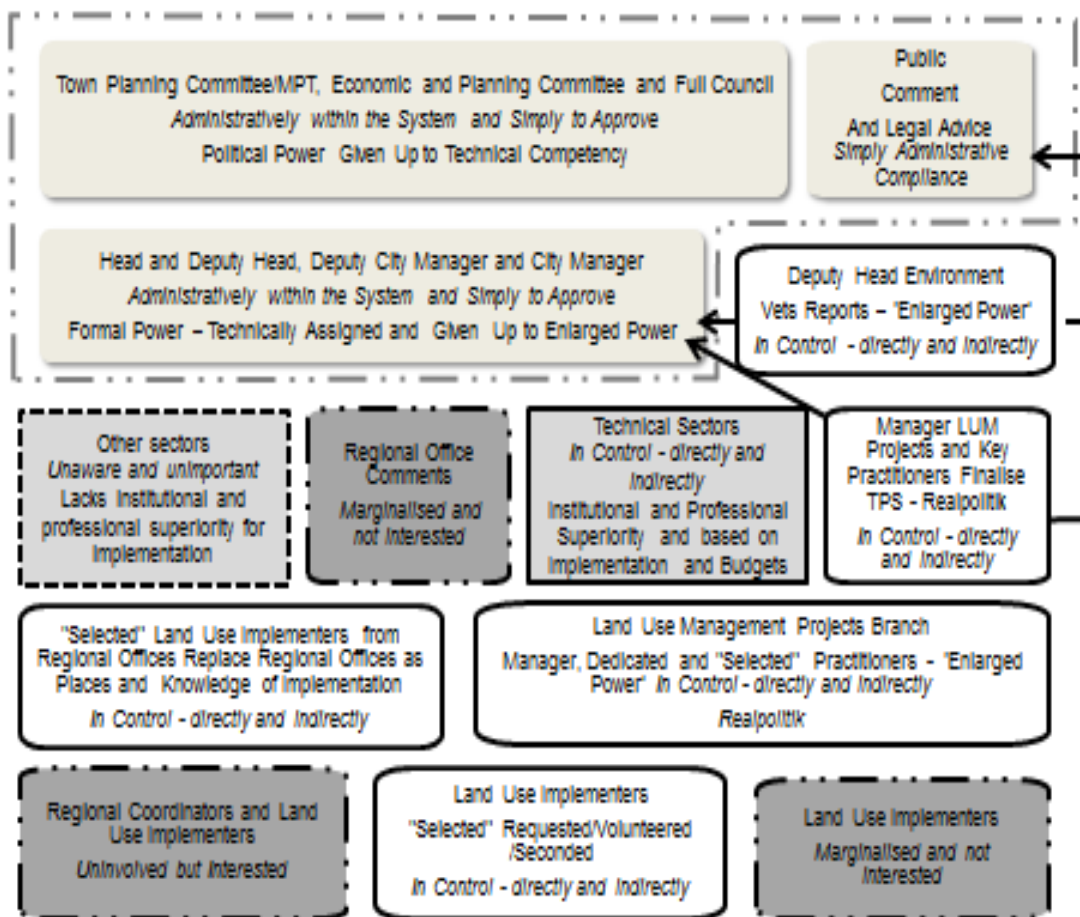 Town Planning Committee/MPT, Economic and Planning Committee and Full Council
Administratively within the System and Simply to Approve
Political Power Given Up to Technical Competency
Public
Comment
And Legal Advice
Simply Administrative
Compliance
Head and Deputy Head, Deputy City Manager and City Manager
Administratively within the System and Simply to Approve
Formal Power – Technically Assigned and Given Up to Enlarged Power
Deputy Head Environment
Vets Reports – "Enlarged Power"
In Control - directly and Indirectly
Other sectors
Unaware and unimportant
Lacks Institutional and
professional superiority for
Implementation
Regional Office
Comments
Marginalised and
not Interested
Technical Sectors
In Control - directly and
Indirectly
Institutional and Professional
Superiority and based on
Implementation and Budgets
Manager LUM
Projects and Key
Practitioners Finalise
TPS - Realpolitik
In Control - directly
and Indirectly
"Selected" Land Use Implementers from
Regional Offices Replace Regional Offices as
Places and Knowledge of Implementation
In Control - directly and Indirectly
Land Use Management Projects Branch
Manager, Dedicated and "Selected" Practitioners - "Enlarged
Power" In Control - directly and Indirectly
Realpolitik
Regional Coordinators and Land
Use Implementers
Uninvolved but Interested
Land Use Implementers
"Selected" Requested/Volunteered
/Seconded
In Control - directly and Indirectly
Land Use Implementers
Marginalised and not
Interested